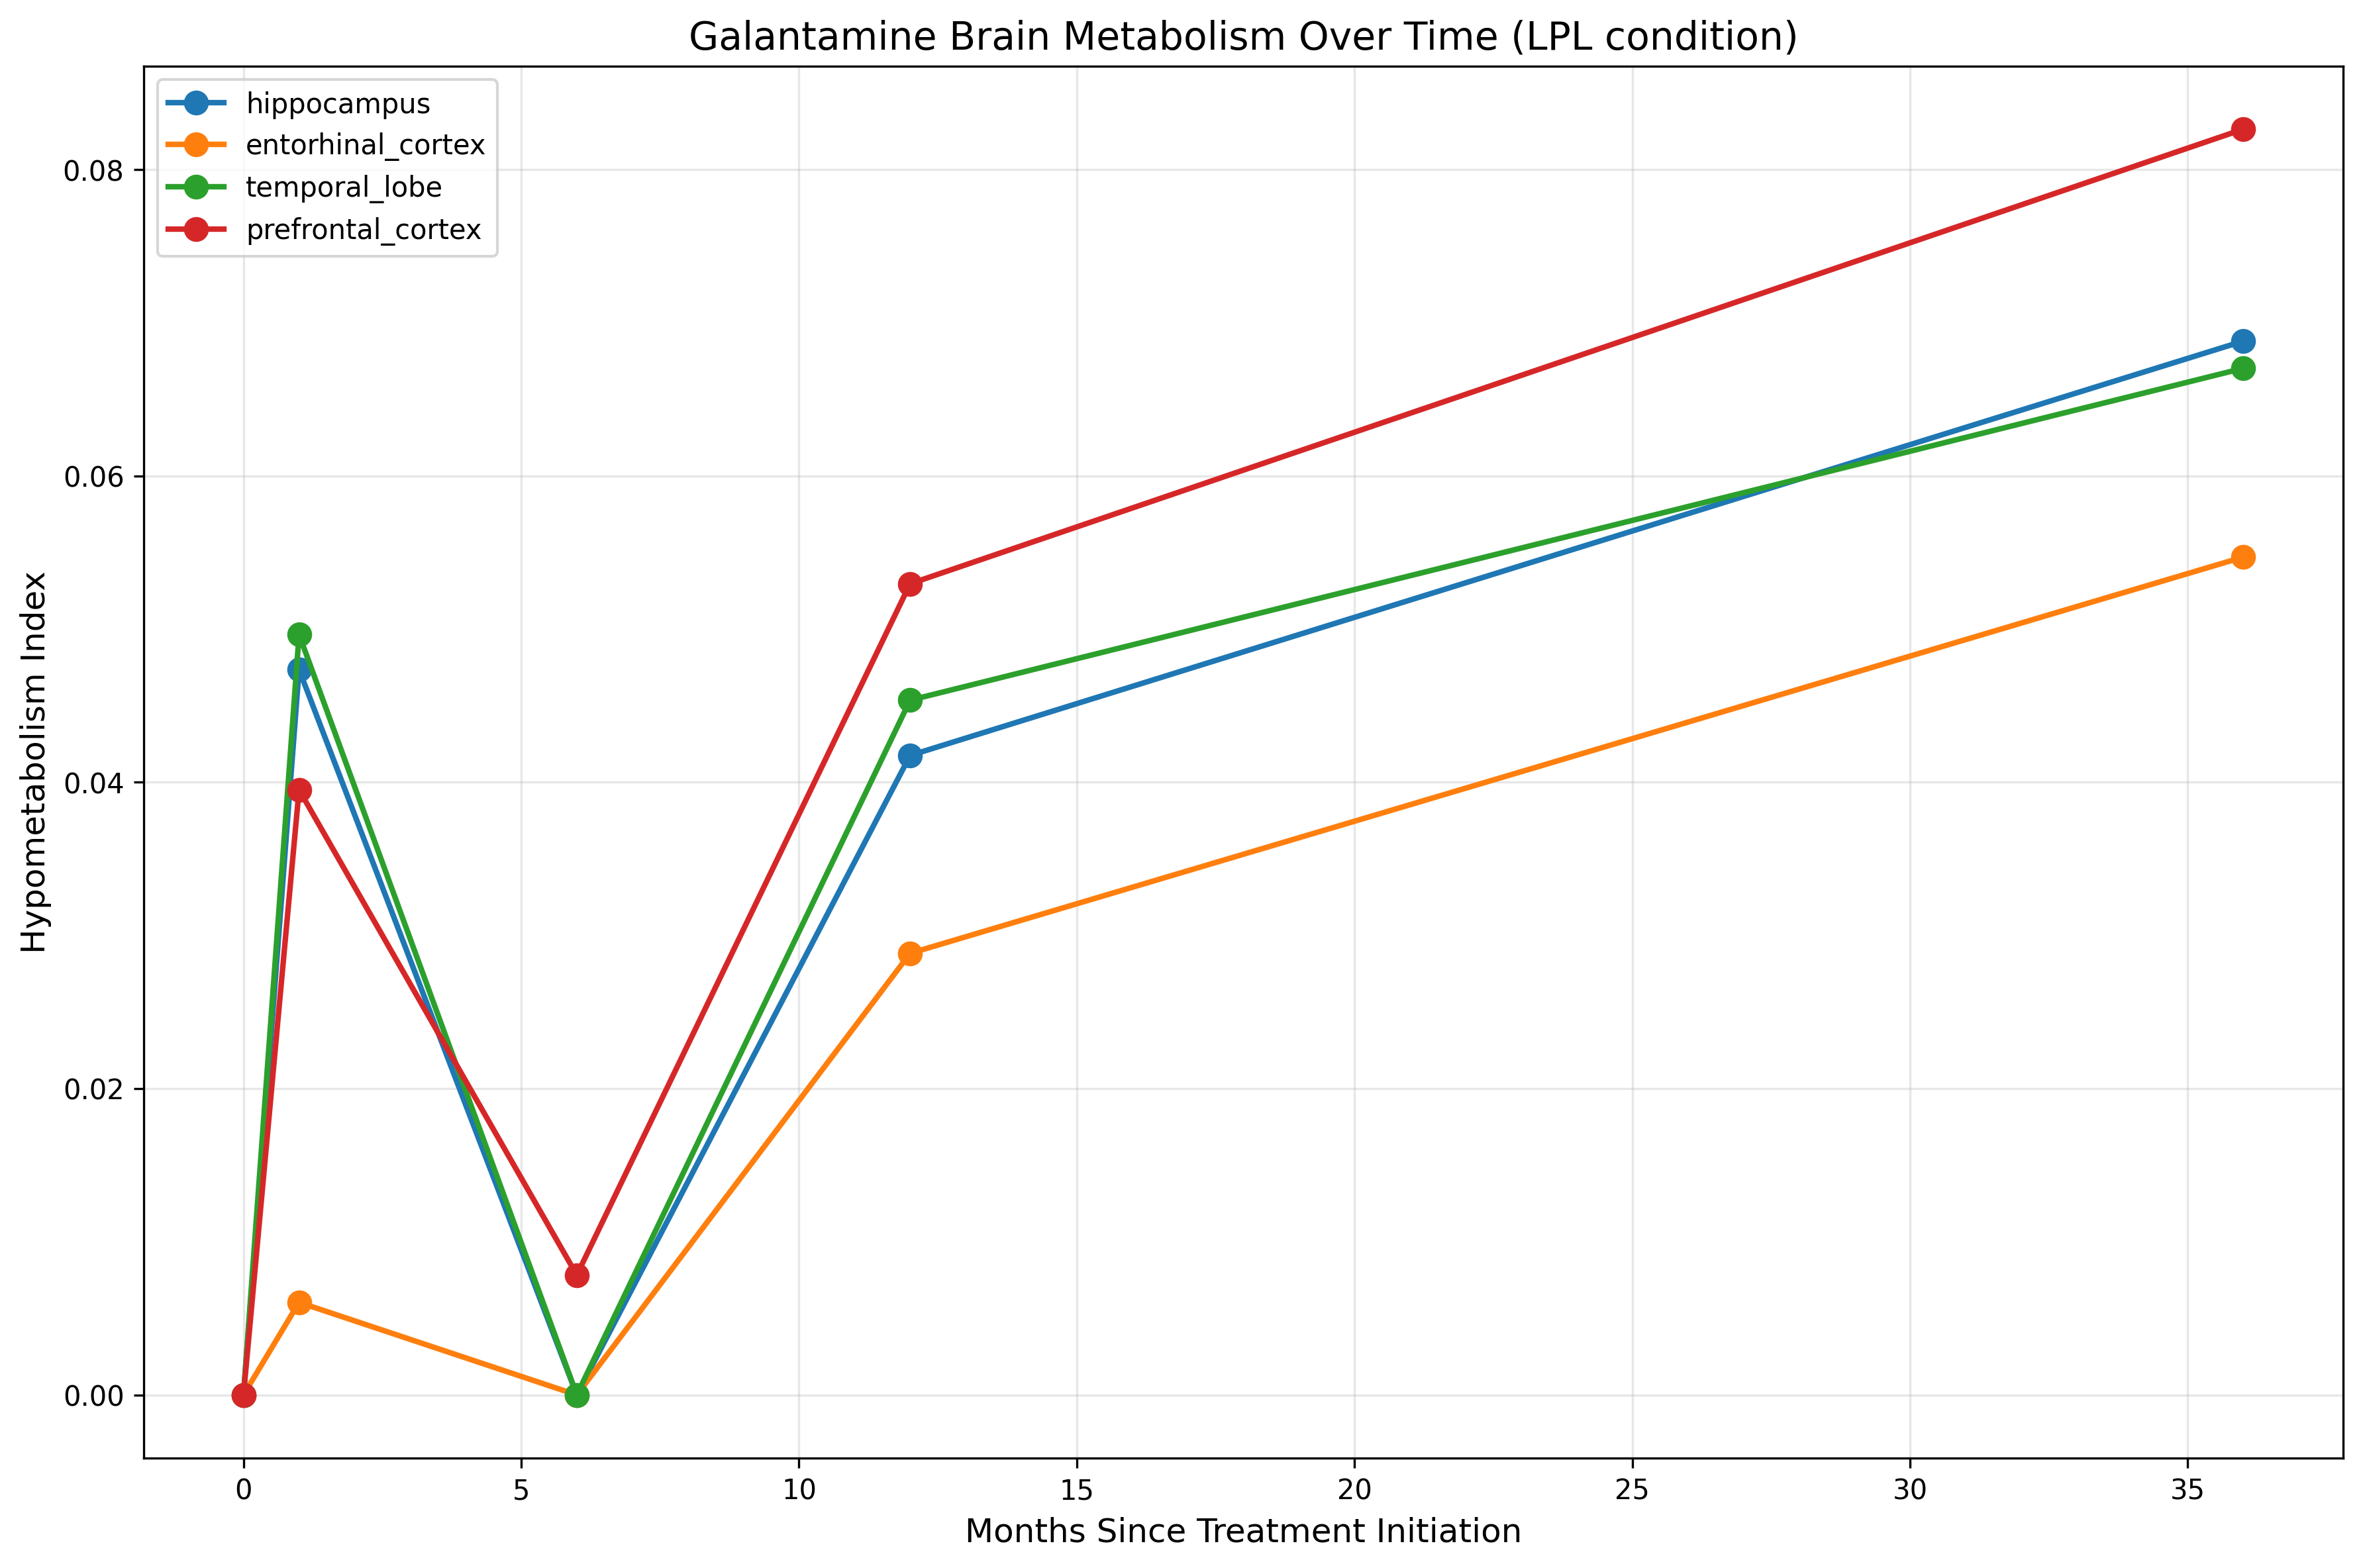 Galantamine Brain Metabolism Over Time (LPL condition)
hippocampus
entorhinal_cortex
temporal_lobe
prefrontal_cortex
0.08
0.06
0.04
0.02
0.00
Hypometabolism Index
0 5 10 15 20 25 30 35
Months Since Treatment Initiation